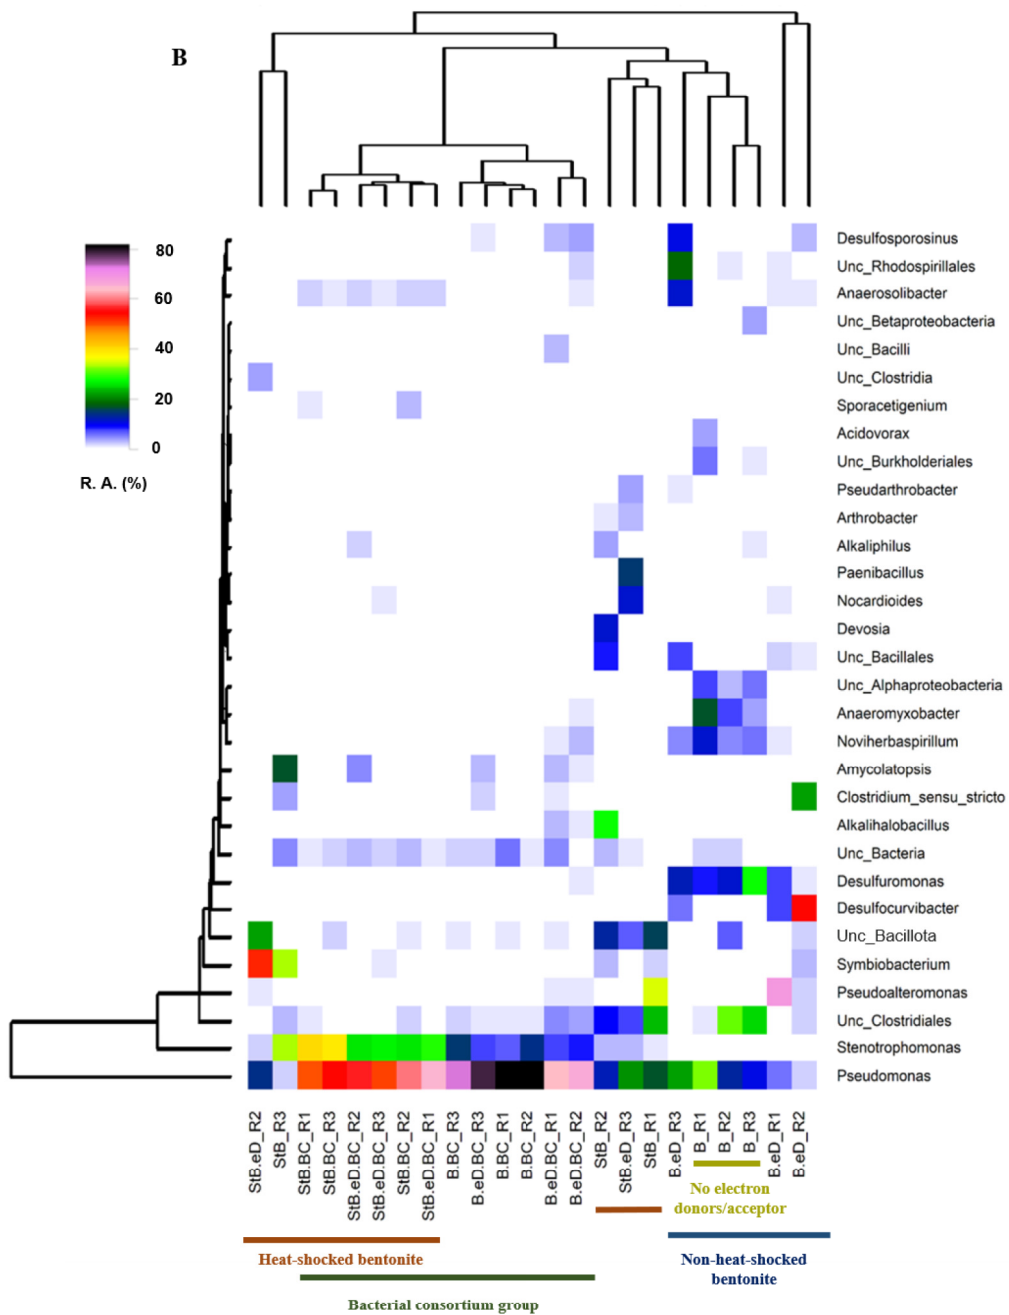 B
80
60
40
20
0
R. A. (%)
Desulfosporosinus
Unc_Rhodospirillales
Anaerosolibacter
Unc_Betaproteobacteria
Unc_Bacilli
Unc_Clostridia
Sporacetigenium
Acidovorax
Unc_Burkholderiales
Pseudarthrobacter
Arthrobacter
Alkaliphilus
Paenibacillus
Nocardioides
Devosia
Unc_Bacillales
Unc_Alphaproteobacteria
Anaeromyxobacter
Noviherbaspirillum
Amycolatopsis
Clostridium_sensu_stricto
Alkalihalobacillus
Unc_Bacteria
Desulfuromonas
Desulfocurvibacter
Unc_Bacillota
Symbiobacterium
Pseudoalteromonas
Unc_Clostridiales
Stenotrophomonas
Pseudomonas
StB.eD_R2
StB_R3
StB.BC_R1
StB.BC_R3
StB.eD.BC_R2
StB.eD.BC_R3
StB.BC_R2
StB.eD.BC_R1
B.BC_R3
B.eD.BC_R3
B.BC_R1
B.BC_R2
B.eD.BC_R1
B.eD.BC_R2
StB_R2
StB.eD_R3
StB_R1
B.eD_R3
B_R1
B_R2
B_R3
B.eD_R1
B.eD_R2
No electron
donors/acceptor
Heat-shocked bentonite
Non-heat-shocked
bentonite
Bacterial consortium group